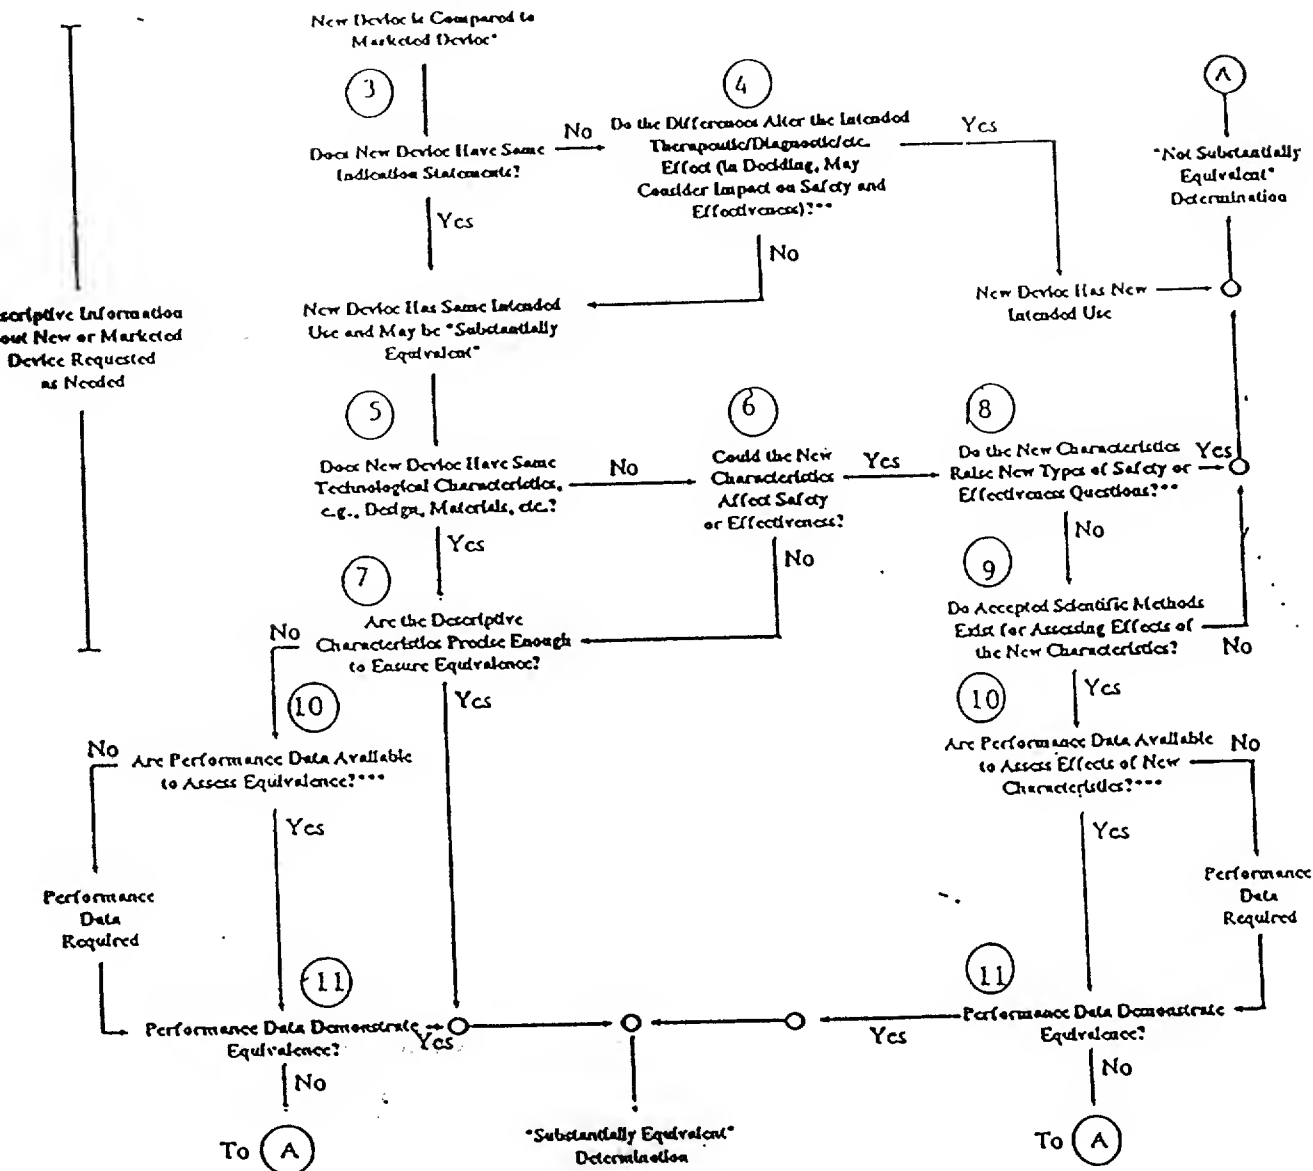 New Device is Compared to
Marketed Device*
3
4
A
Does New Device Have Same
Indication Statements?
No
Do the Differences Alter the Intended
Therapeutic/Diagnostic/etc.
Effect (in Deciding, May
Consider Impact on Safety and
Effectiveness)?**
Yes
"Not Substantially
Equivalent"
Determination
Yes
No
New Device Has Same Intended
Use and May be "Substantially
Equivalent"
New Device Has New
Intended Use
scriptive Information
out New or Marketed
Device Requested
as Needed
5
6
8
Does New Device Have Same
Technological Characteristics,
e.g., Design, Materials, etc.?
No
Could the New
Characteristics
Affect Safety
or Effectiveness?
Yes
Do the New Characteristics
Raise New Types of Safety or
Effectiveness Questions?**
Yes
Yes
No
No
7
9
No
Are the Descriptive
Characteristics Precise Enough
to Ensure Equivalence?
Do Accepted Scientific Methods
Exist for Assessing Effects of
the New Characteristics?
No
10
Yes
10
Yes
No
Are Performance Data Available
to Assess Equivalence?***
Are Performance Data Available
to Assess Effects of New
Characteristics?***
No
Yes
Yes
Performance
Data
Required
Performance
Data
Required
11
11
Performance Data Demonstrate
Equivalence?
Yes
Yes
Performance Data Demonstrate
Equivalence?
No
No
To A
"Substantially Equivalent"
Determination
To A